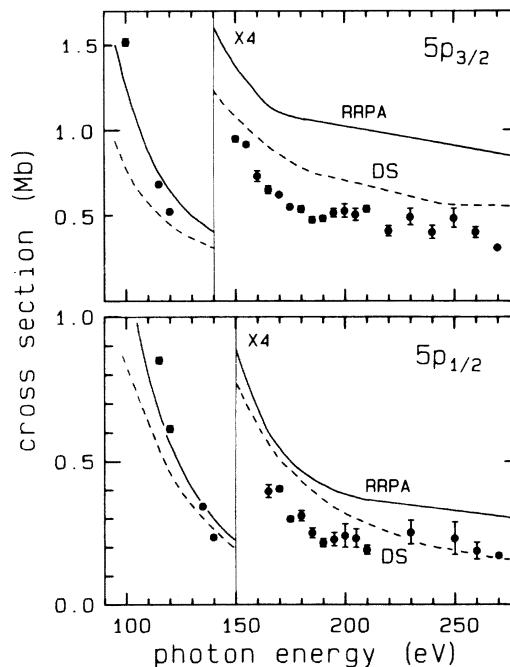 X4
5p3/2
1.5
RRPA
1.0
DS
0.5
cross section (Mb)
1.0
X4
5p1/2
0.5
RRPA
DS
0.0
100 150 200 250
photon energy (eV)